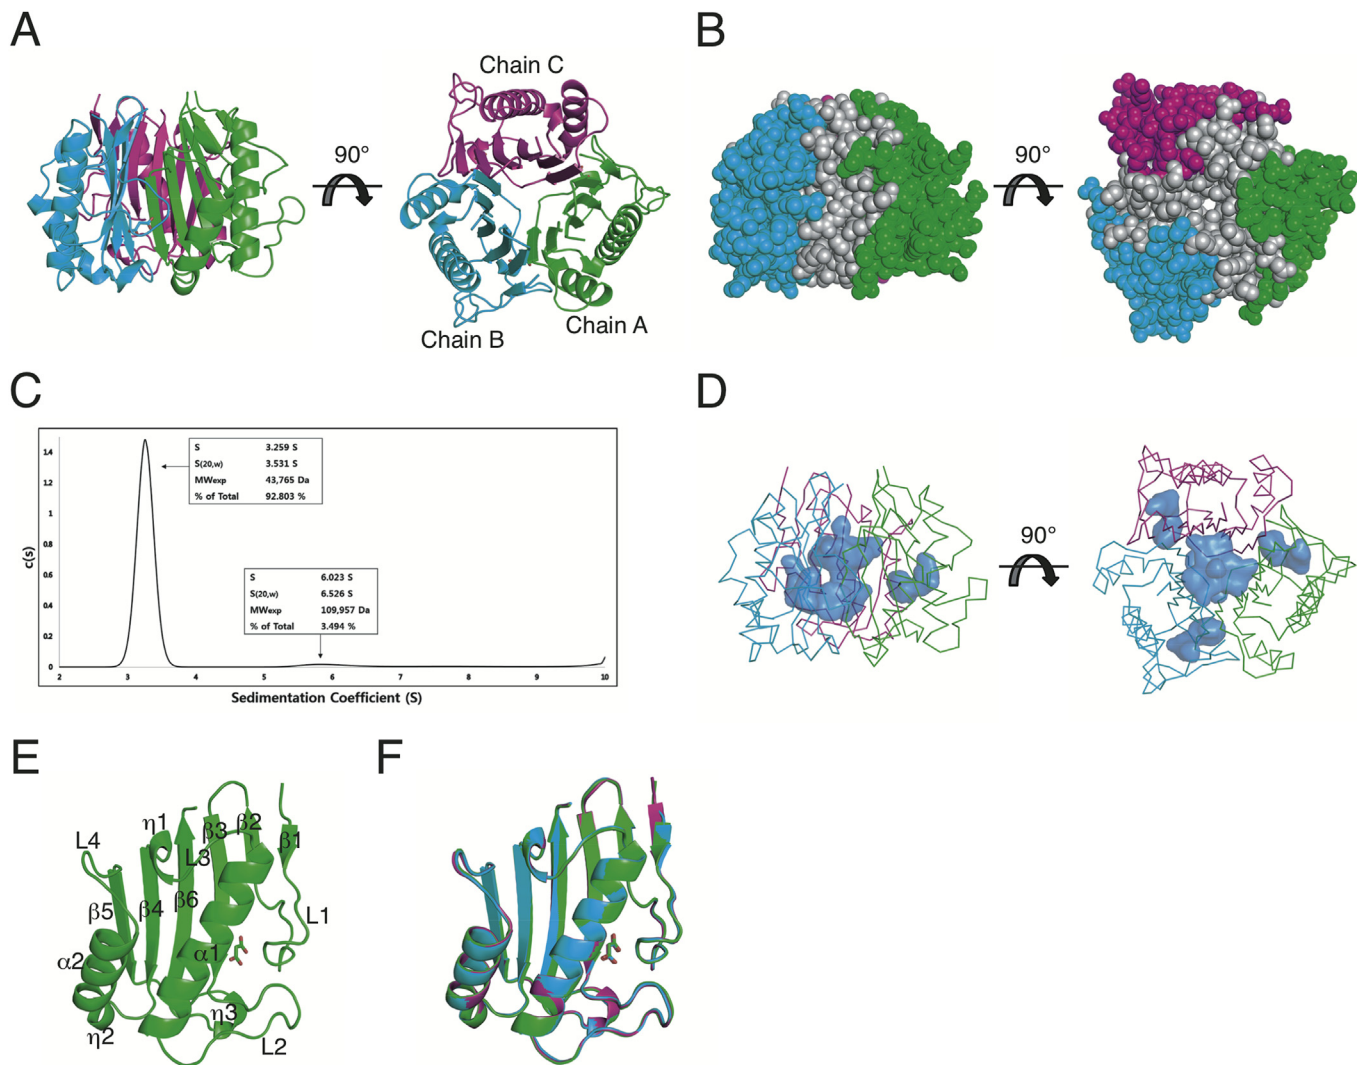 A
B
Chain C
90°
90°
Chain B
Chain A
C
D
c(s)
1.4
1.2
1
0.8
0.6
0.4
0.2
0
S 3.259 S
S(20,w) 3.531 S
MWexp 43,765 Da
% of Total 92.803 %
S 6.023 S
S(20,w) 6.526 S
MWexp 109,957 Da
% of Total 3.494 %
2 3 4 5 6 7 8 9 10
Sedimentation Coefficient (S)
90°
E
F
η1
β3
β2
L4
L3
β1
β5
β4
β6
L1
α2
α1
η2
η3
L2